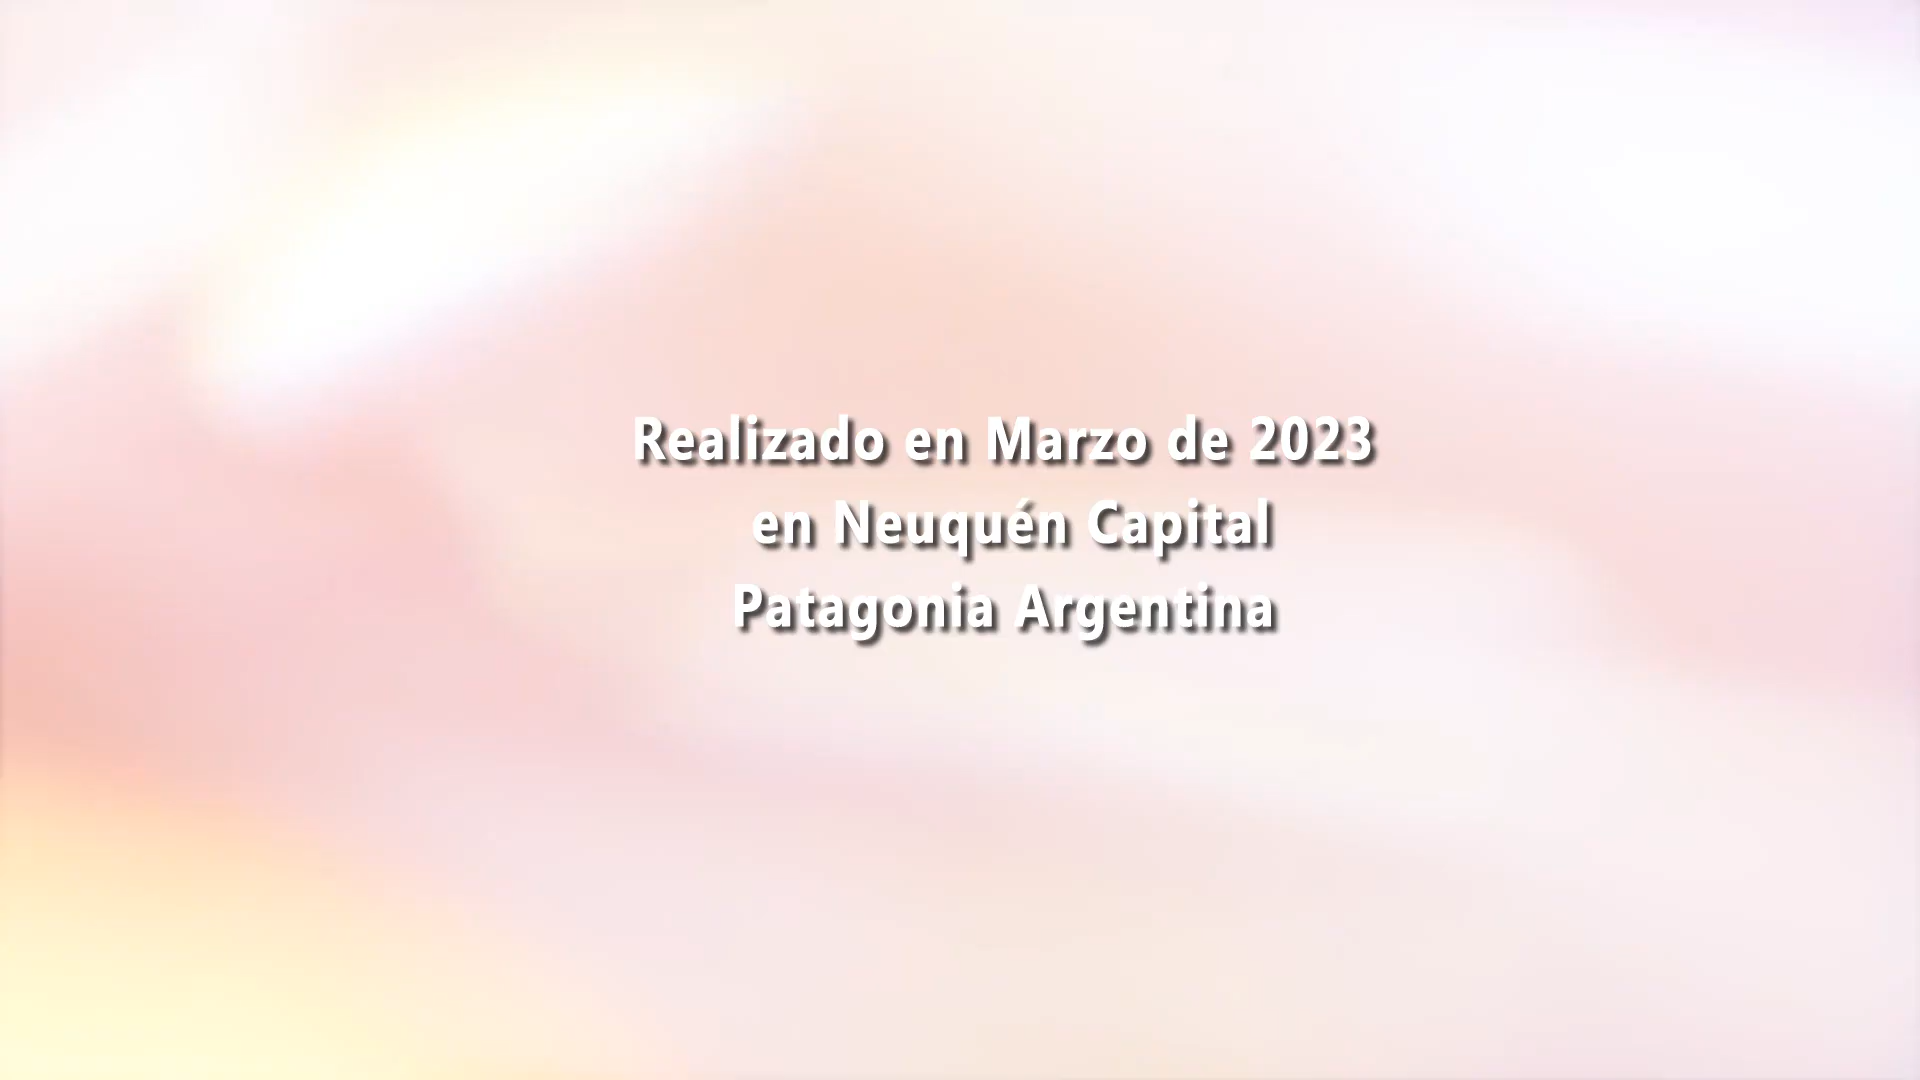 Realizado en Marzo de 2023
en Neuquén Capital
Patagonia Argentina